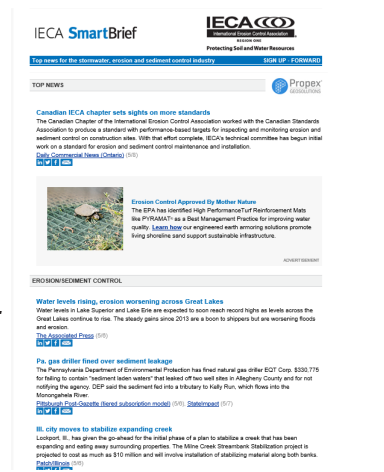 IECA SmartBrief
IECA
International Erosion Control Association
REGION ONE
Protecting Soil and Water Resources
Top news for the stormwater, erosion and sediment control industry
SIGN UP · FORWARD
TOP NEWS
Propex
GEOSOLUTIONS
Canadian IECA chapter sets sights on more standards
The Canadian Chapter of the International Erosion Control Association worked with the Canadian Standards
Association to produce a standard with performance-based targets for inspecting and monitoring erosion and
sediment control on construction sites. With that effort complete, IECA's technical committee has begun initial
work on a standard for erosion and sediment control maintenance and installation.
Daily Commercial News (Ontario) (5/8)
Erosion Control Approved By Mother Nature
The EPA has identified High PerformanceTurf Reinforcement Mats
like PYRAMAT® as a Best Management Practice for improving water
quality. Learn how our engineered earth armoring solutions promote
living shoreline sand support sustainable infrastructure.
ADVERTISEMENT
EROSION/SEDIMENT CONTROL
Water levels rising, erosion worsening across Great Lakes
Water levels in Lake Superior and Lake Erie are expected to soon reach record highs as levels across the
Great Lakes continue to rise. The steady gains since 2013 are a boon to shippers but are worsening floods
and erosion.
The Associated Press (5/6)
Pa. gas driller fined over sediment leakage
The Pennsylvania Department of Environmental Protection has fined natural gas driller EQT Corp. $330,775
for failing to contain "sediment laden waters" that leaked off two well sites in Allegheny County and for not
notifying the agency. DEP said the sediment fed into a tributary to Kelly Run, which flows into the
Monongahela River.
Pittsburgh Post-Gazette (tiered subscription model) (5/6), StateImpact (5/7)
Ill. city moves to stabilize expanding creek
Lockport, Ill., has given the go-ahead for the initial phase of a plan to stabilize a creek that has been
expanding and eating away surrounding properties. The Milne Creek Streambank Stabilization project is
projected to cost as much as $10 million and will involve installation of stabilizing material along both banks.
Patch/Illinois (5/6)